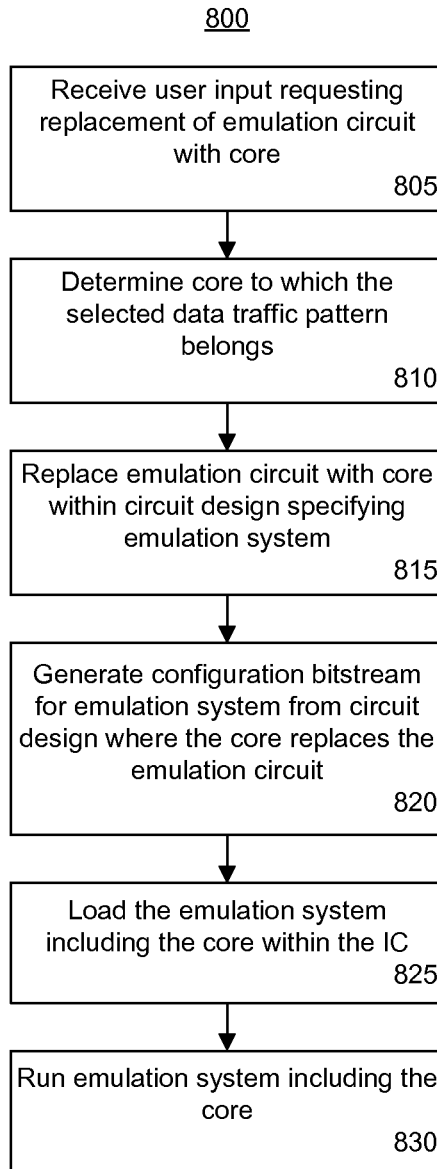 800
Receive user input requesting
replacement of emulation circuit
with core
805
Determine core to which the
selected data traffic pattern
belongs
810
Replace emulation circuit with core
within circuit design specifying
emulation system
815
Generate configuration bitstream
for emulation system from circuit
design where the core replaces the
emulation circuit
820
Load the emulation system
including the core within the IC
825
Run emulation system including the
core
830